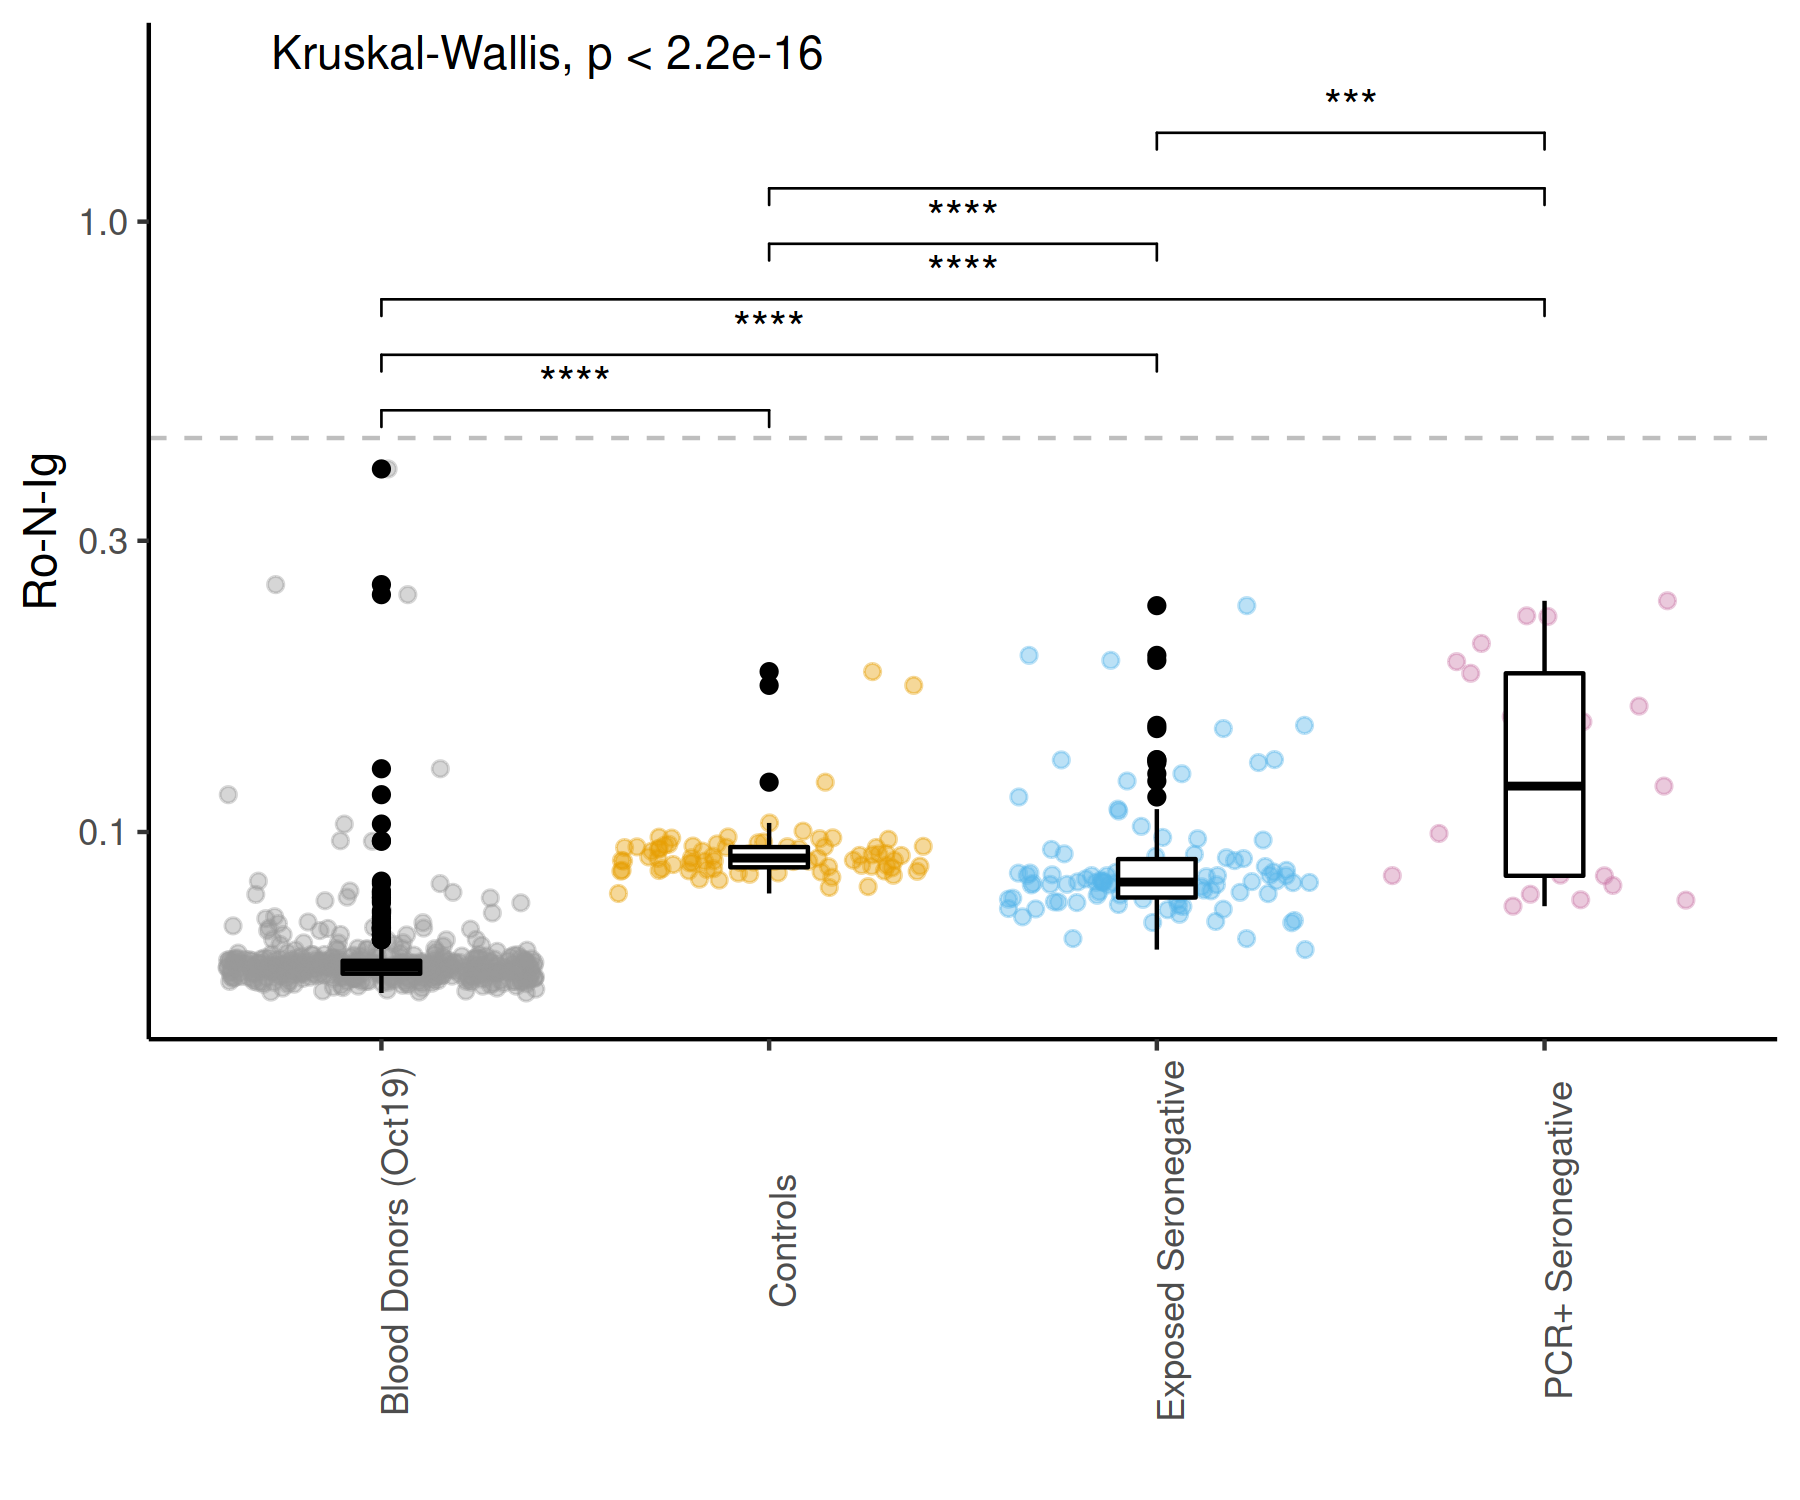 Kruskal-Wallis, p < 2.2e-16
***
****
****
****
****
1.0
0.3
0.1
Ro-N-Ig
Blood Donors (Oct19)
Controls
Exposed Seronegative
PCR+ Seronegative